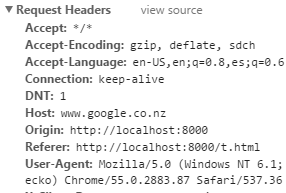 ▼ Request Headers view source
Accept: */*
Accept-Encoding: gzip, deflate, sdch
Accept-Language: en-US,en;q=0.8,es;q=0.6
Connection: keep-alive
DNT: 1
Host: www.google.co.nz
Origin: http://localhost:8000
Referer: http://localhost:8000/t.html
User-Agent: Mozilla/5.0 (Windows NT 6.1;
ecko) Chrome/55.0.2883.87 Safari/537.36